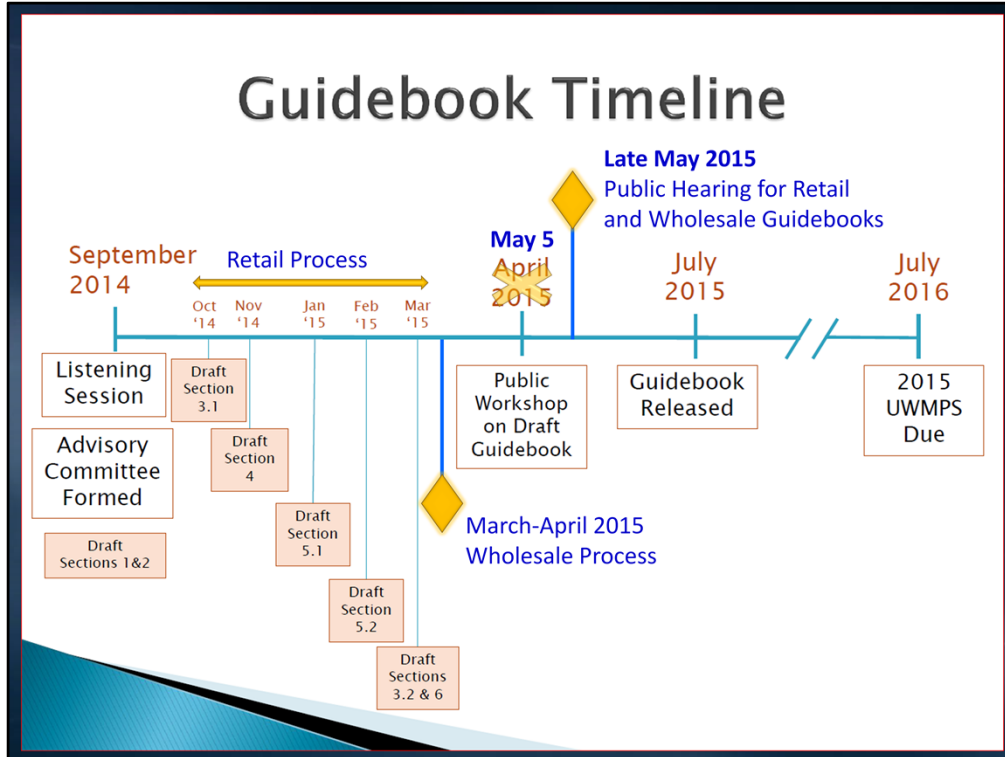 Guidebook Timeline
Late May 2015
Public Hearing for Retail
and Wholesale Guidebooks
September
2014
Retail Process
May 5
April
2015
July
2015
July
2016
Oct
‘14
Nov
‘14
Jan
‘15
Feb
‘15
Mar
‘15
Listening
Session
Advisory
Committee
Formed
Draft
Sections 1&2
Draft
Section
3.1
Draft
Section
4
Draft
Section
5.1
Draft
Section
5.2
Draft
Sections
3.2 & 6
March-April 2015
Wholesale Process
Public
Workshop
on Draft
Guidebook
Guidebook
Released
2015
UWMPS
Due